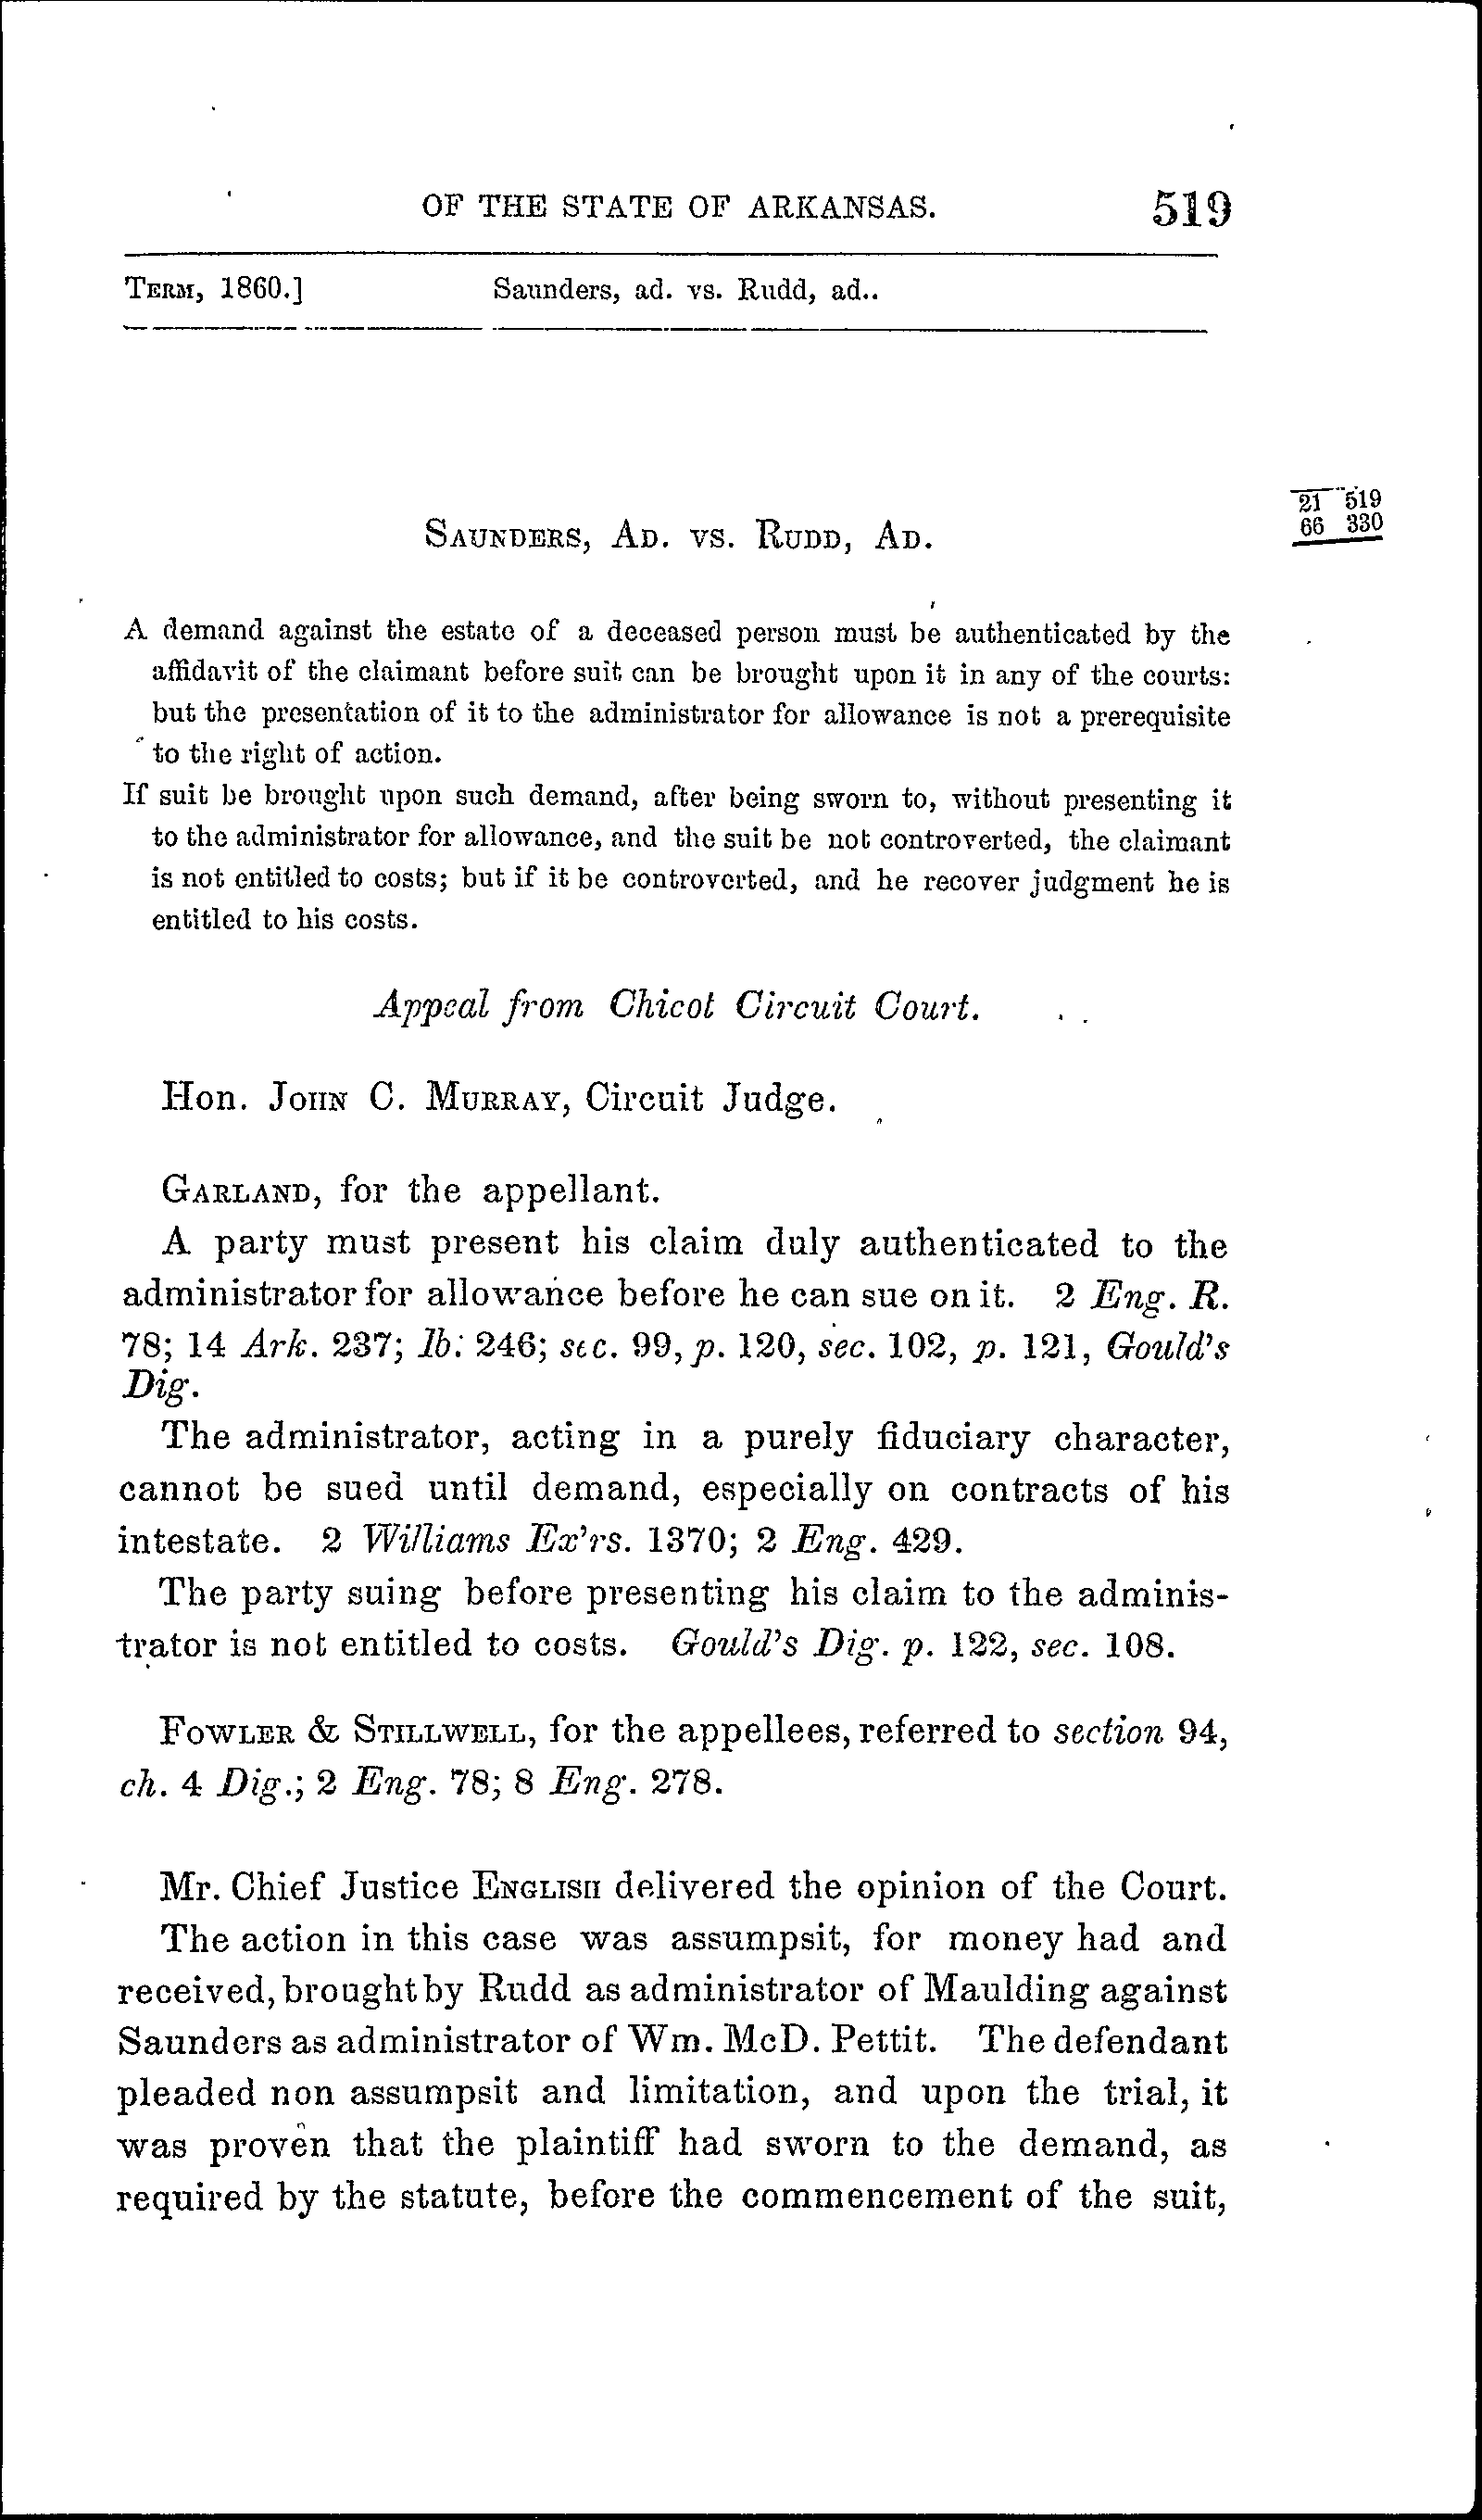 OF THE STATE OF ARKANSAS. 519
TERM, 1860.] Saunders, ad. vs. Rudd, ad..
21 519
66 330
SAUNDERS, AD. VS. RUDD, AD.
A demand against the estate of a deceased person must be authenticated by the
affidavit of the claimant before suit can be brought upon it in any of the courts:
but the presentation of it to the administrator for allowance is not a prerequisite
to the right of action.
If suit be brought upon such demand, after being sworn to, without presenting it
to the administrator for allowance, and the suit be not controverted, the claimant
is not entitled to costs; but if it be controverted, and he recover judgment he is
entitled to his costs.
Appeal from Chicot Circuit Court.
Hon. JOHN C. MURRAY, Circuit Judge.
GARLAND, for the appellant.
A party must present his claim duly authenticated to the
administrator for allowance before he can sue on it. 2 Eng. R.
78; 14 Ark. 237; Ib. 246; sec. 99, p. 120, sec. 102, p. 121, Gould's
Dig.
The administrator, acting in a purely fiduciary character,
cannot be sued until demand, especially on contracts of his
intestate. 2 Williams Ex'rs. 1370; 2 Eng. 429.
The party suing before presenting his claim to the adminis-
trator is not entitled to costs. Gould's Dig. p. 122, sec. 108.
FOWLER & STILLWELL, for the appellees, referred to section 94,
ch. 4 Dig.; 2 Eng. 78; 8 Eng. 278.
Mr. Chief Justice ENGLISH delivered the opinion of the Court.
The action in this case was assumpsit, for money had and
received, brought by Rudd as administrator of Maulding against
Saunders as administrator of Wm. McD. Pettit. The defendant
pleaded non assumpsit and limitation, and upon the trial, it
was proven that the plaintiff had sworn to the demand, as
required by the statute, before the commencement of the suit,